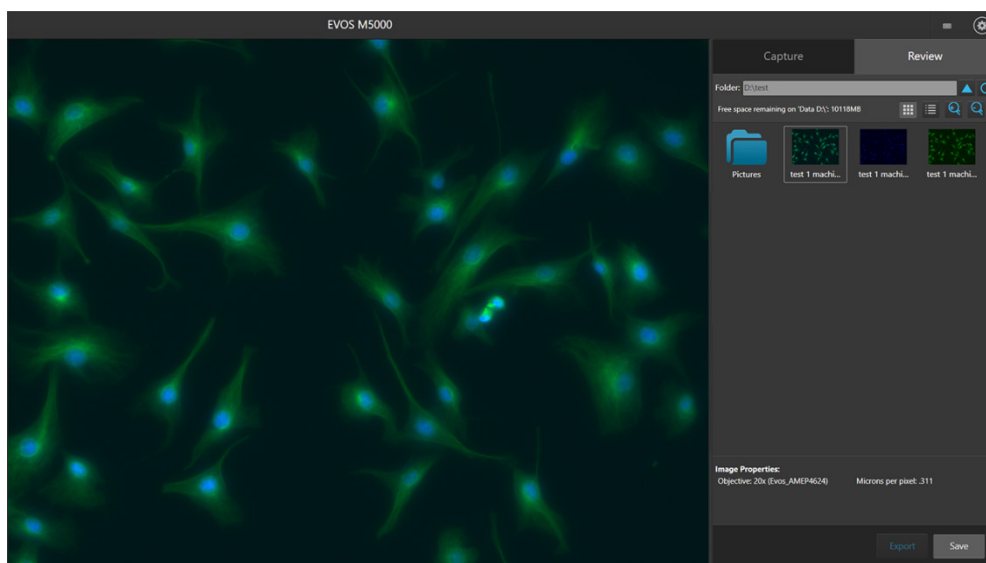 EVOS M5000
Capture
Review
Folder: D:\test
Free space remaining on 'Data D:\': 10118MB
Pictures
test 1 machi...
test 1 machi...
test 1 machi...
Image Properties:
Objective: 20x (Evos_AMEP4624)
Microns per pixel: .311
Export
Save